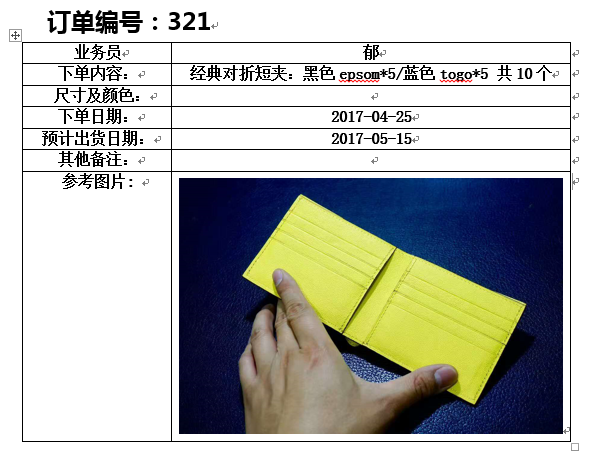 订单编号：321
业务员 郁
下单内容： 经典对折短夹：黑色 epsom*5/蓝色 togo*5 共 10 个
尺寸及颜色：
下单日期： 2017-04-25
预计出货日期： 2017-05-15
其他备注：
参考图片：